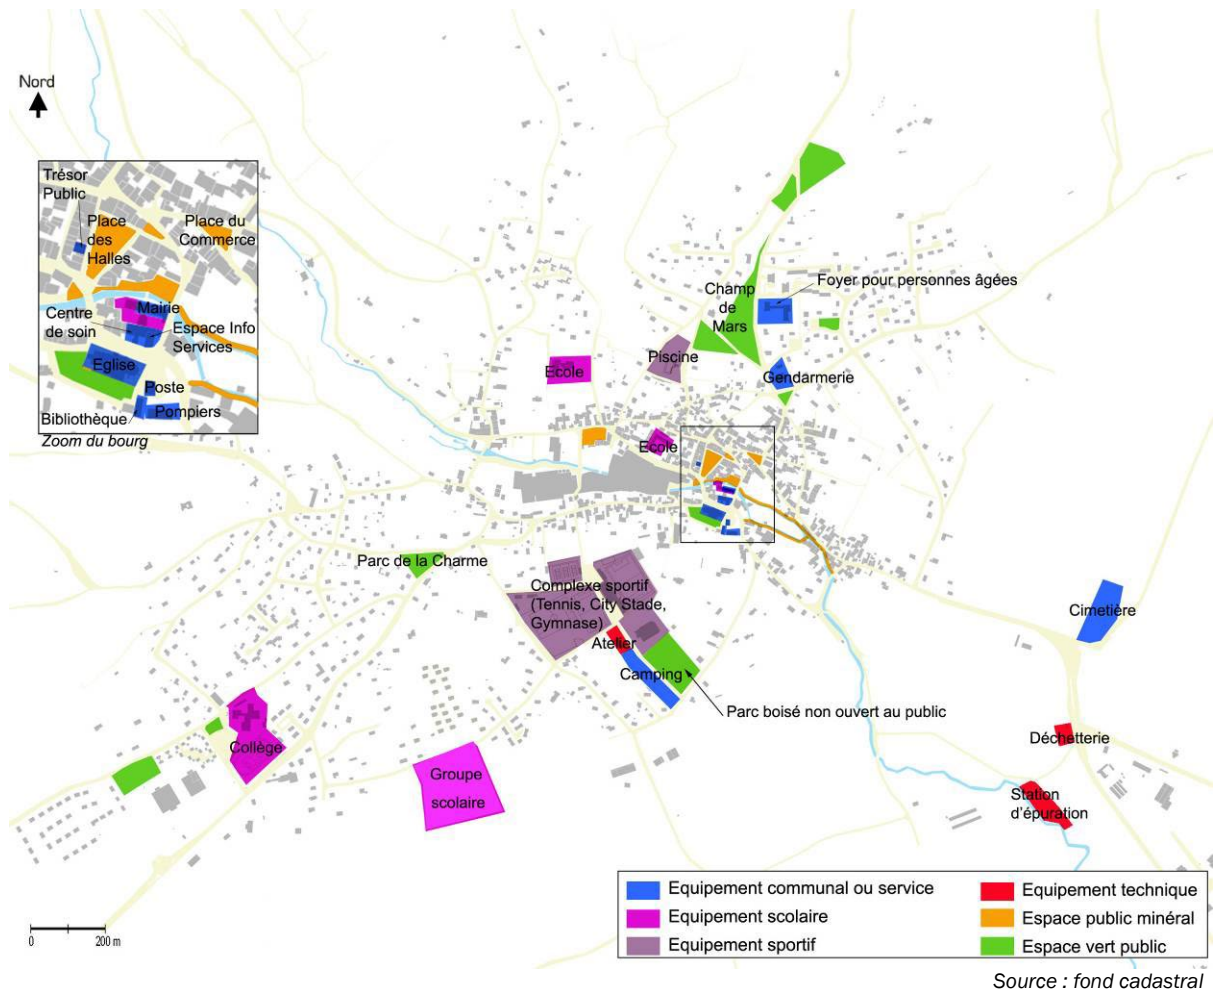 Nord
Trésor
Public
Place
des
Halles
Place du
Commerce
Centre
de soin
Mairie
Espace Info
Services
Eglise
Poste
Bibliothèque
Pompiers
Zoom du bourg
Champ
de
Mars
Foyer pour personnes âgées
Piscine
Ecole
Gendarmerie
Ecole
Parc de la Charme
Complexe sportif
(Tennis, City Stade,
Gymnase)
Atelier
Camping
Cimetière
Parc boisé non ouvert au public
Déchetterie
Collège
Groupe
scolaire
Station
d'épuration
Equipement communal ou service
Equipement scolaire
Equipement sportif
Equipement technique
Espace public minéral
Espace vert public
0 200 m
Source : fond cadastral